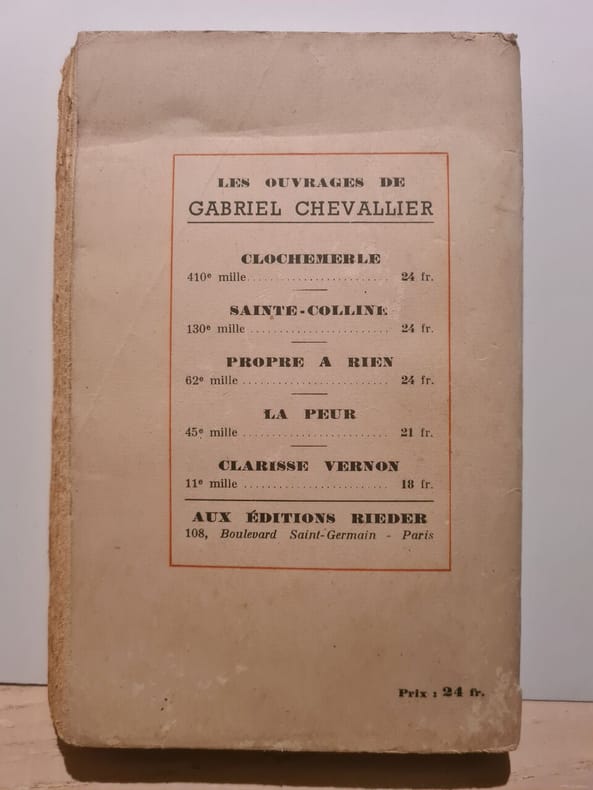 LES OUVRAGES DE
GABRIEL CHEVALLIER
CLOCHEMERLE
410e mille ........................ 24 fr.
SAINTE-COLLINE
130e mille ........................ 24 fr.
PROPRE A RIEN
62e mille ........................ 24 fr.
LA PEUR
45e mille ........................ 21 fr.
CLARISSE VERNON
11e mille ........................ 18 fr.
AUX ÉDITIONS RIEDER
108, Boulevard Saint-Germain - Paris
Prix : 24 fr.